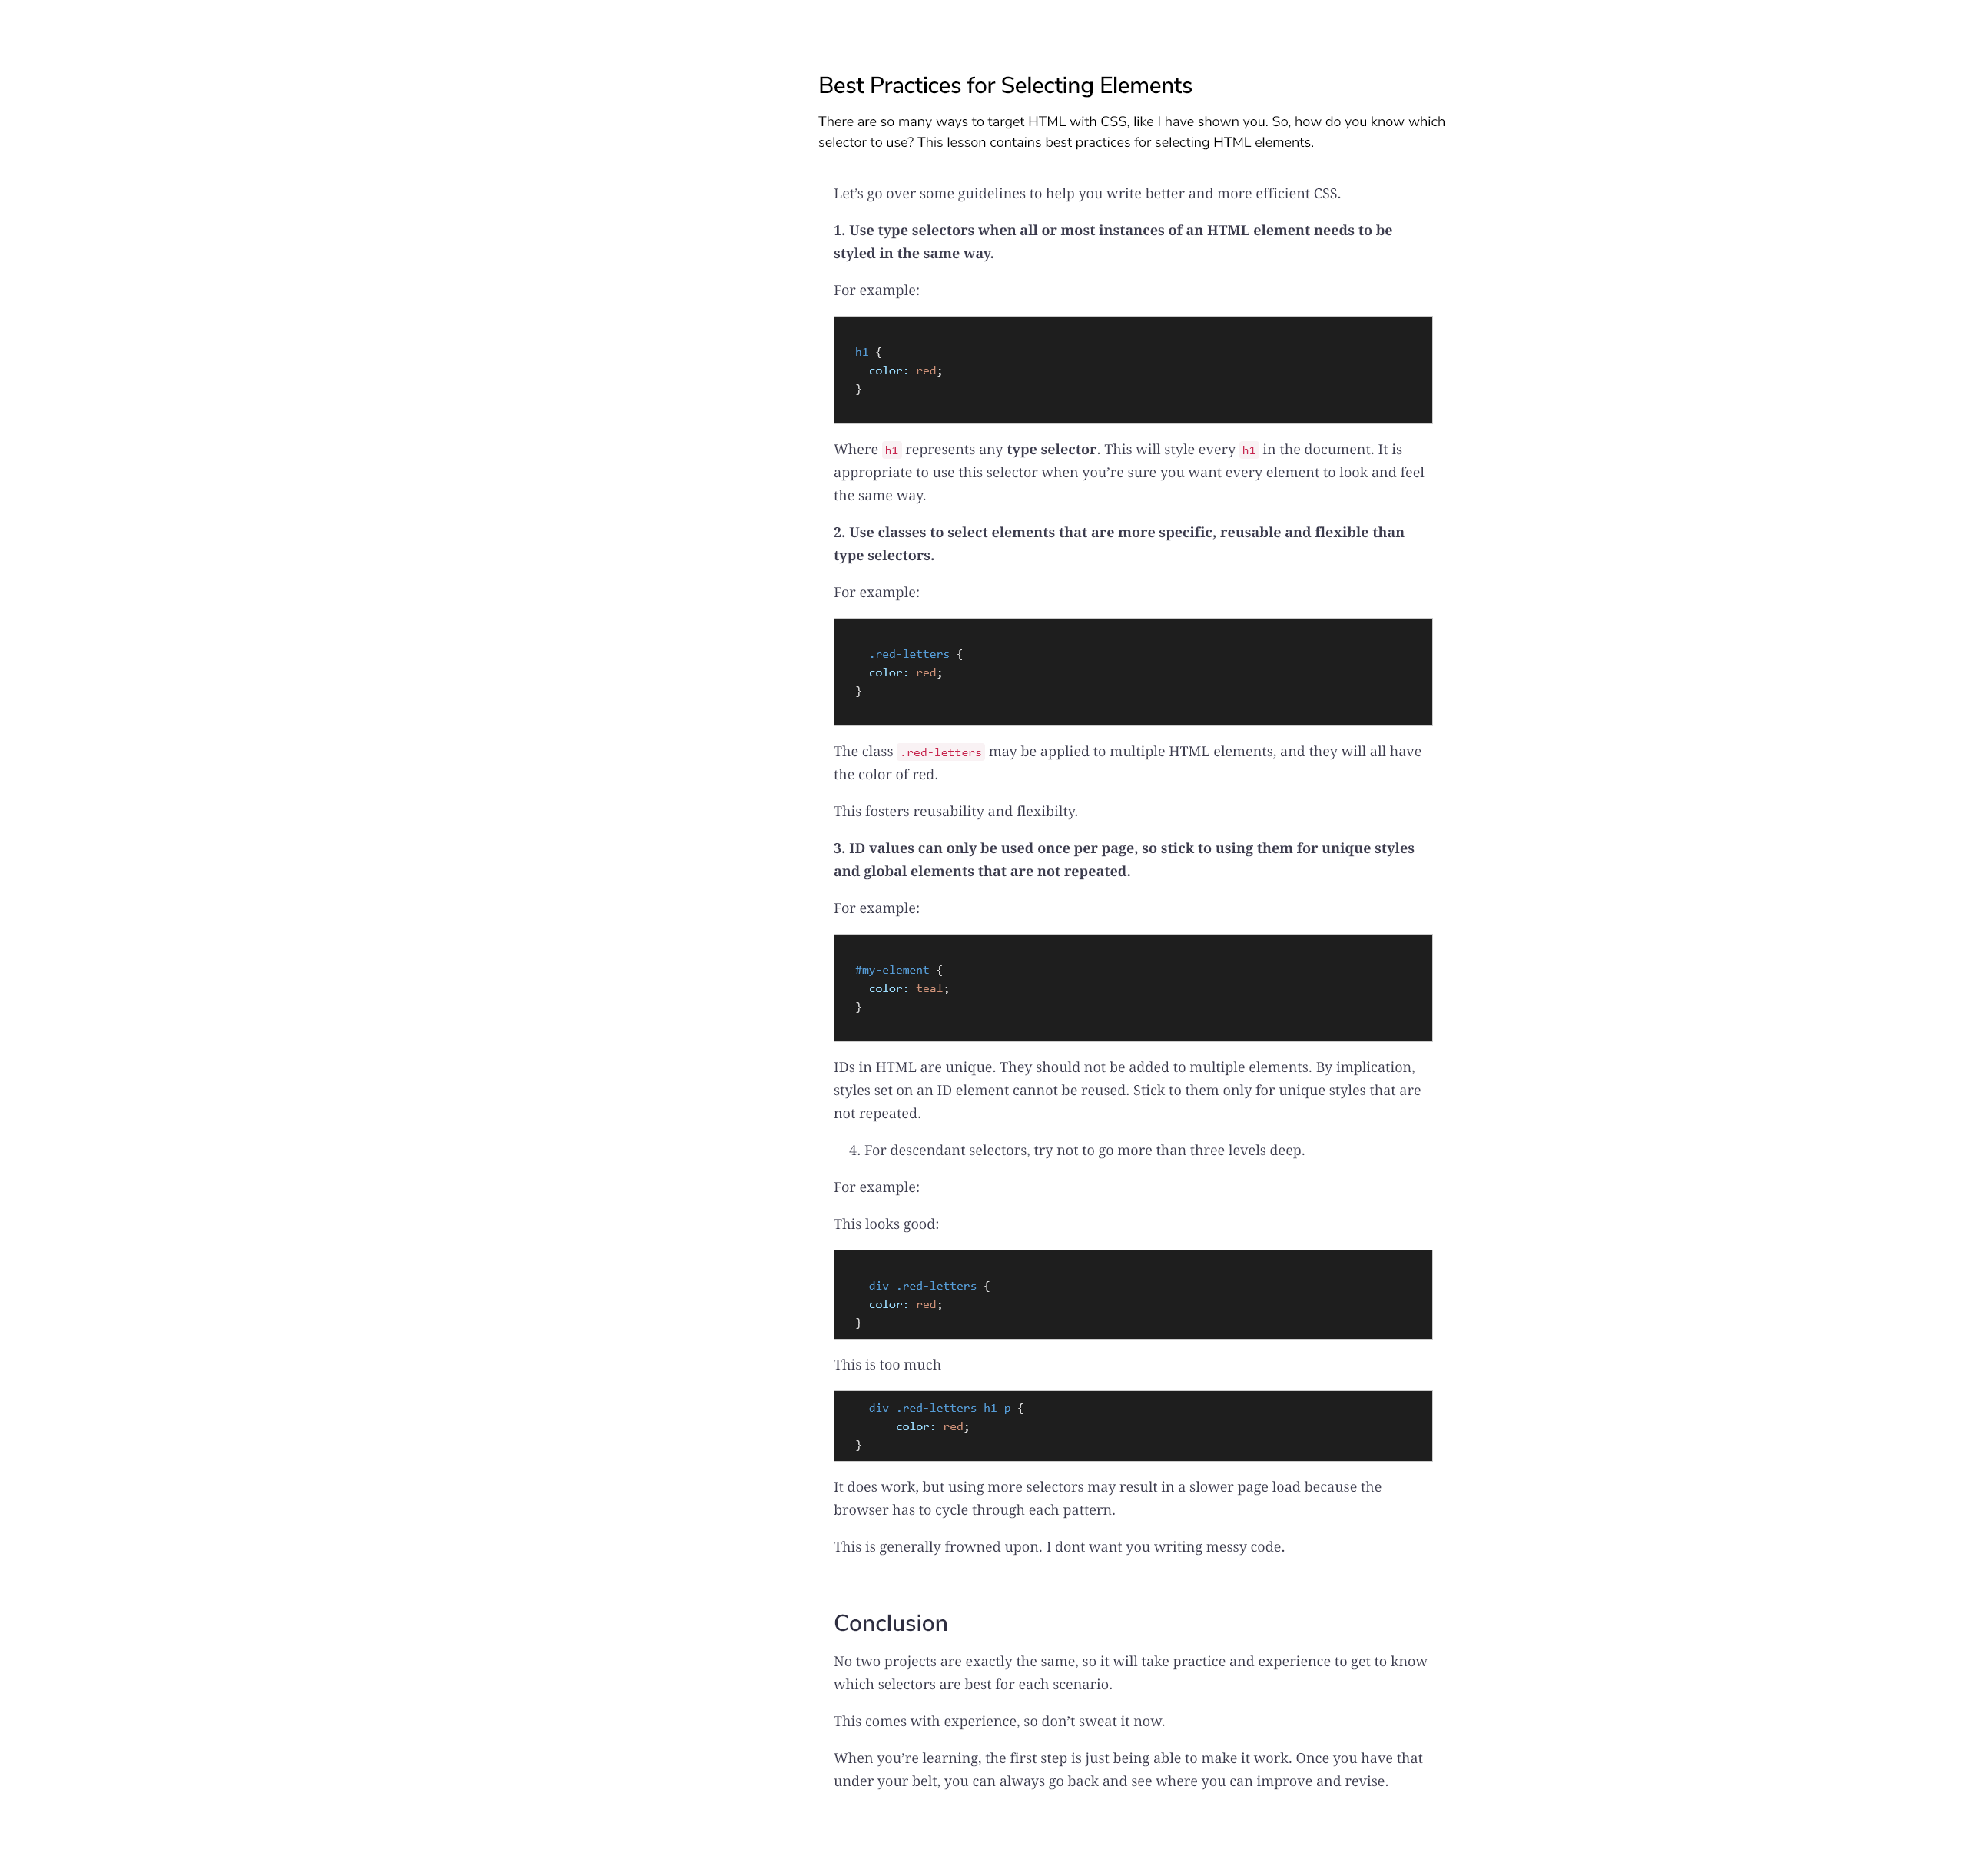 Best Practices for Selecting Elements
There are so many ways to target HTML with CSS, like I have shown you. So, how do you know which
selector to use? This lesson contains best practices for selecting HTML elements.
Let’s go over some guidelines to help you write better and more efficient CSS.
1. Use type selectors when all or most instances of an HTML element needs to be
styled in the same way.
For example:
h1 {
  color: red;
}
Where h1 represents any type selector. This will style every h1 in the document. It is
appropriate to use this selector when you’re sure you want every element to look and feel
the same way.
2. Use classes to select elements that are more specific, reusable and flexible than
type selectors.
For example:
  .red-letters {
  color: red;
}
The class .red-letters may be applied to multiple HTML elements, and they will all have
the color of red.
This fosters reusability and flexibilty.
3. ID values can only be used once per page, so stick to using them for unique styles
and global elements that are not repeated.
For example:
#my-element {
  color: teal;
}
IDs in HTML are unique. They should not be added to multiple elements. By implication,
styles set on an ID element cannot be reused. Stick to them only for unique styles that are
not repeated.
4. For descendant selectors, try not to go more than three levels deep.
For example:
This looks good:
  div .red-letters {
  color: red;
}
This is too much
  div .red-letters h1 p {
      color: red;
}
It does work, but using more selectors may result in a slower page load because the
browser has to cycle through each pattern.
This is generally frowned upon. I dont want you writing messy code.
Conclusion
No two projects are exactly the same, so it will take practice and experience to get to know
which selectors are best for each scenario.
This comes with experience, so don’t sweat it now.
When you’re learning, the first step is just being able to make it work. Once you have that
under your belt, you can always go back and see where you can improve and revise.